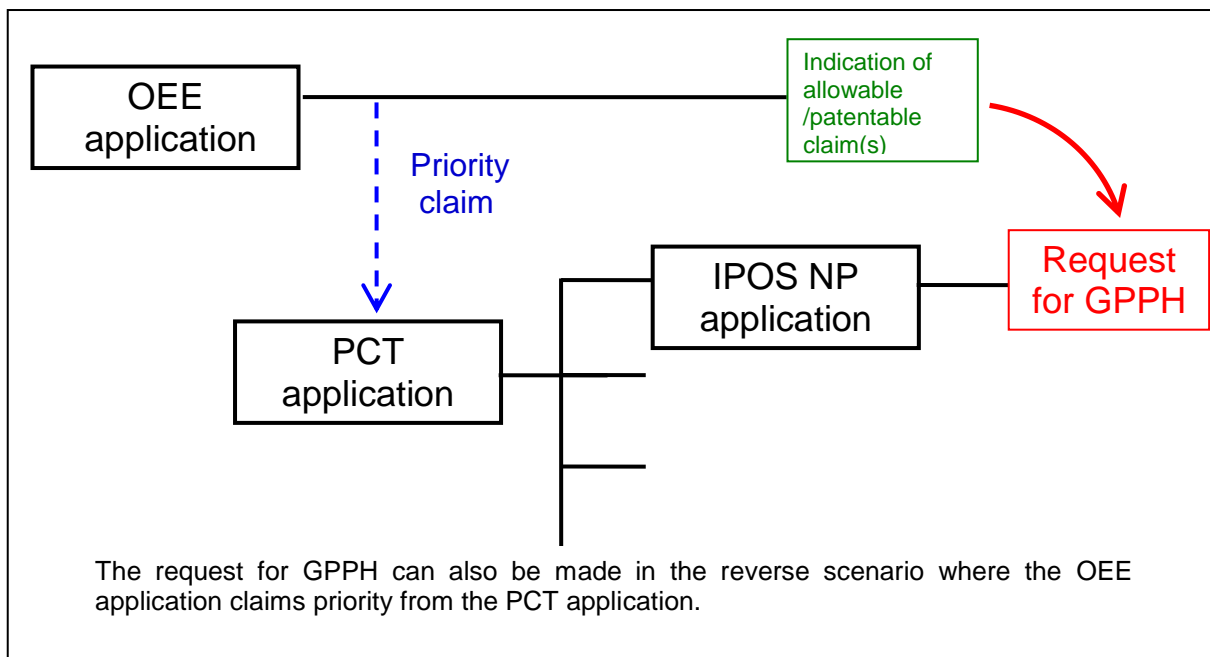 OEE
application
Indication of
allowable
/patentable
claim(s)
Priority
claim
IPOS NP
application
Request
for GPPH
PCT
application
The request for GPPH can also be made in the reverse scenario where the OEE
application claims priority from the PCT application.